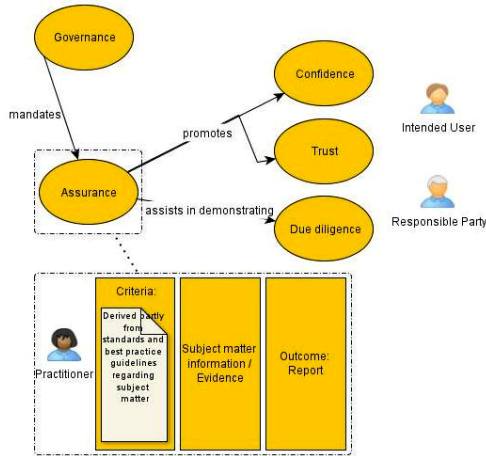 Governance
Confidence
mandates
promotes
Intended User
Trust
Assurance
assists in demonstrating
Responsible Party
Due diligence
Practitioner
Criteria:
Derived partly
from
standards and
best practice
guidelines
regarding
subject
matter
Subject matter
information /
Evidence
Outcome:
Report